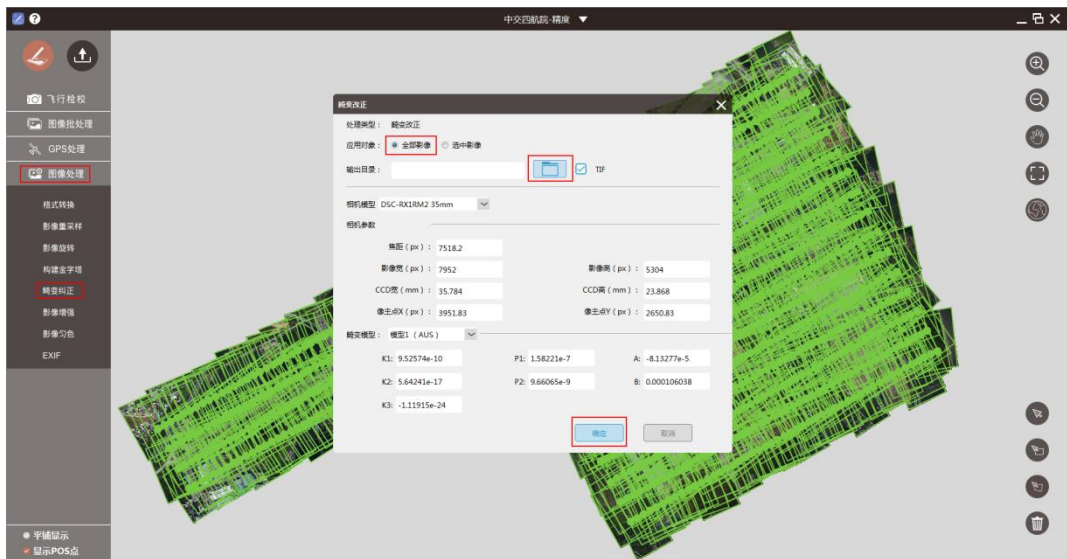 中交四航院-精度
飞行检校
图像批处理
GPS处理
图像处理
格式转换
影像重采样
影像旋转
构建金字塔
畸变纠正
影像增强
影像匀色
EXIF
平铺显示
显示POS点
畸变改正
处理类型： 畸变改正
应用对象： 全部影像 选中影像
输出目录： TIF
相机模型 DSC-RX1RM2 35mm
相机参数
焦距（px）： 7518.2
影像宽（px）： 7952 影像高（px）： 5304
CCD宽（mm）： 35.784 CCD高（mm）： 23.868
像主点X（px）： 3951.83 像主点Y（px）： 2650.83
畸变模型： 模型1（AUS）
K1: 9.52574e-10 P1: 1.58221e-7 A: -8.13277e-5
K2: 5.64241e-17 P2: 9.66065e-9 B: 0.000106038
K3: -1.11915e-24
确定 取消